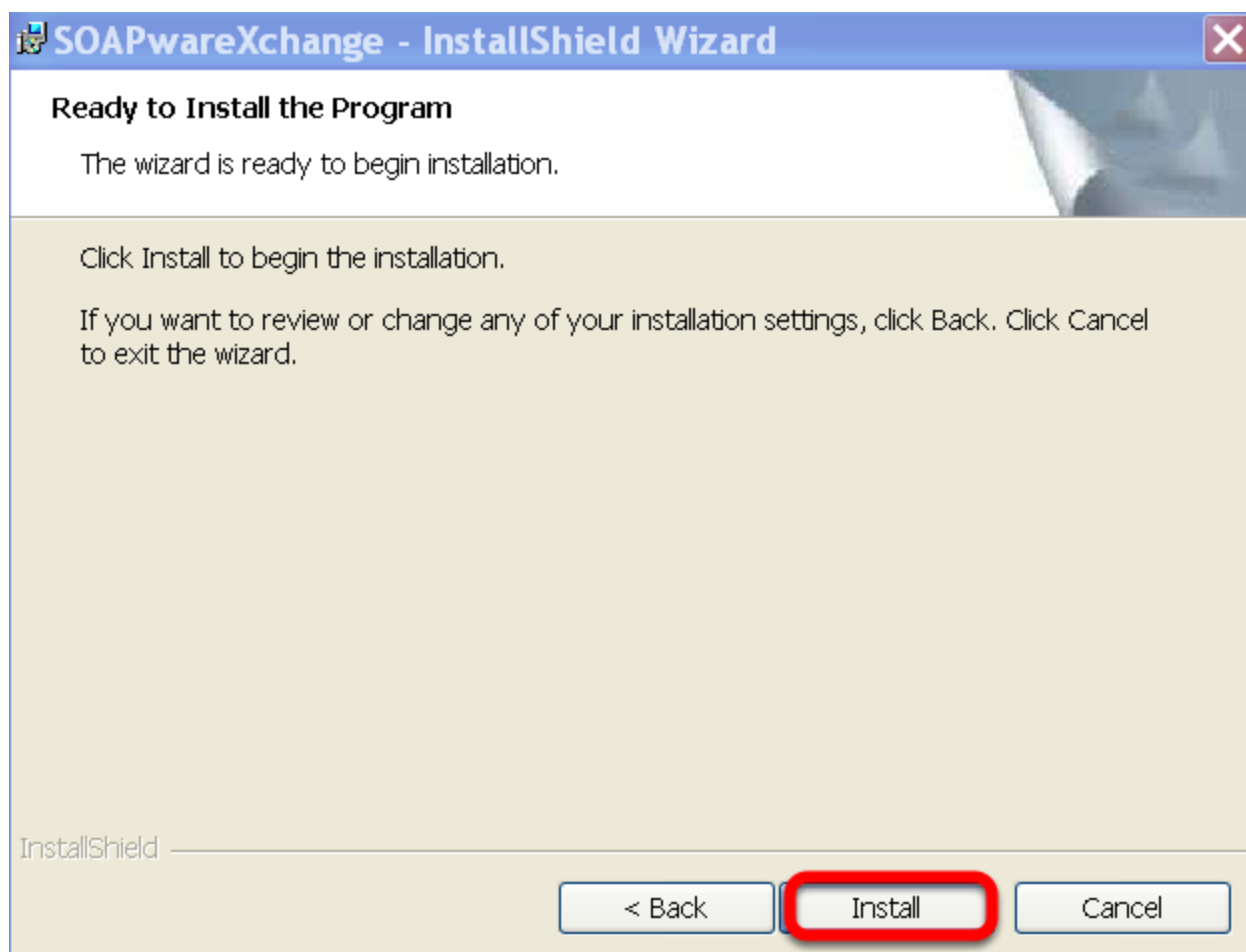 SOAPwareXchange - InstallShield Wizard
Ready to Install the Program
The wizard is ready to begin installation.
Click Install to begin the installation.
If you want to review or change any of your installation settings, click Back. Click Cancel
to exit the wizard.
InstallShield
< Back
Install
Cancel